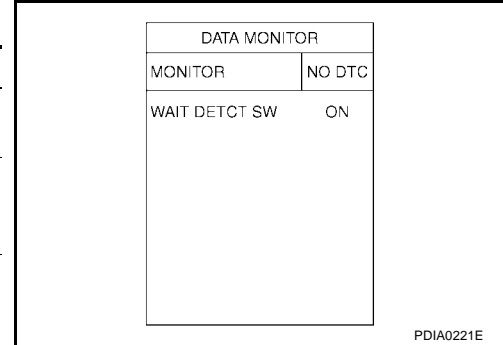 DATA MONITOR
MONITOR NO DTC
WAIT DETCT SW ON
PDIA0221E